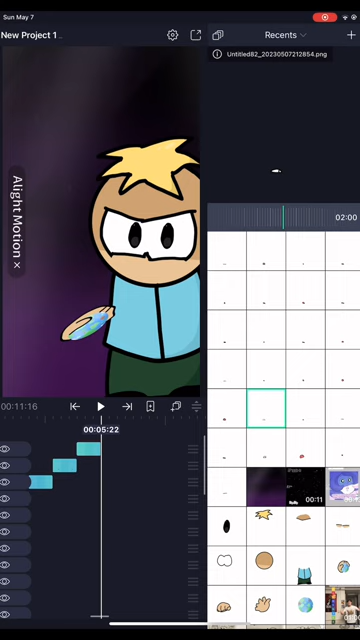 Sun May 7
New Project 1
Recents
Untitled82_20230507212854.png
Alight Motion ×
02:00
00:11:16
00:05:22
00:11